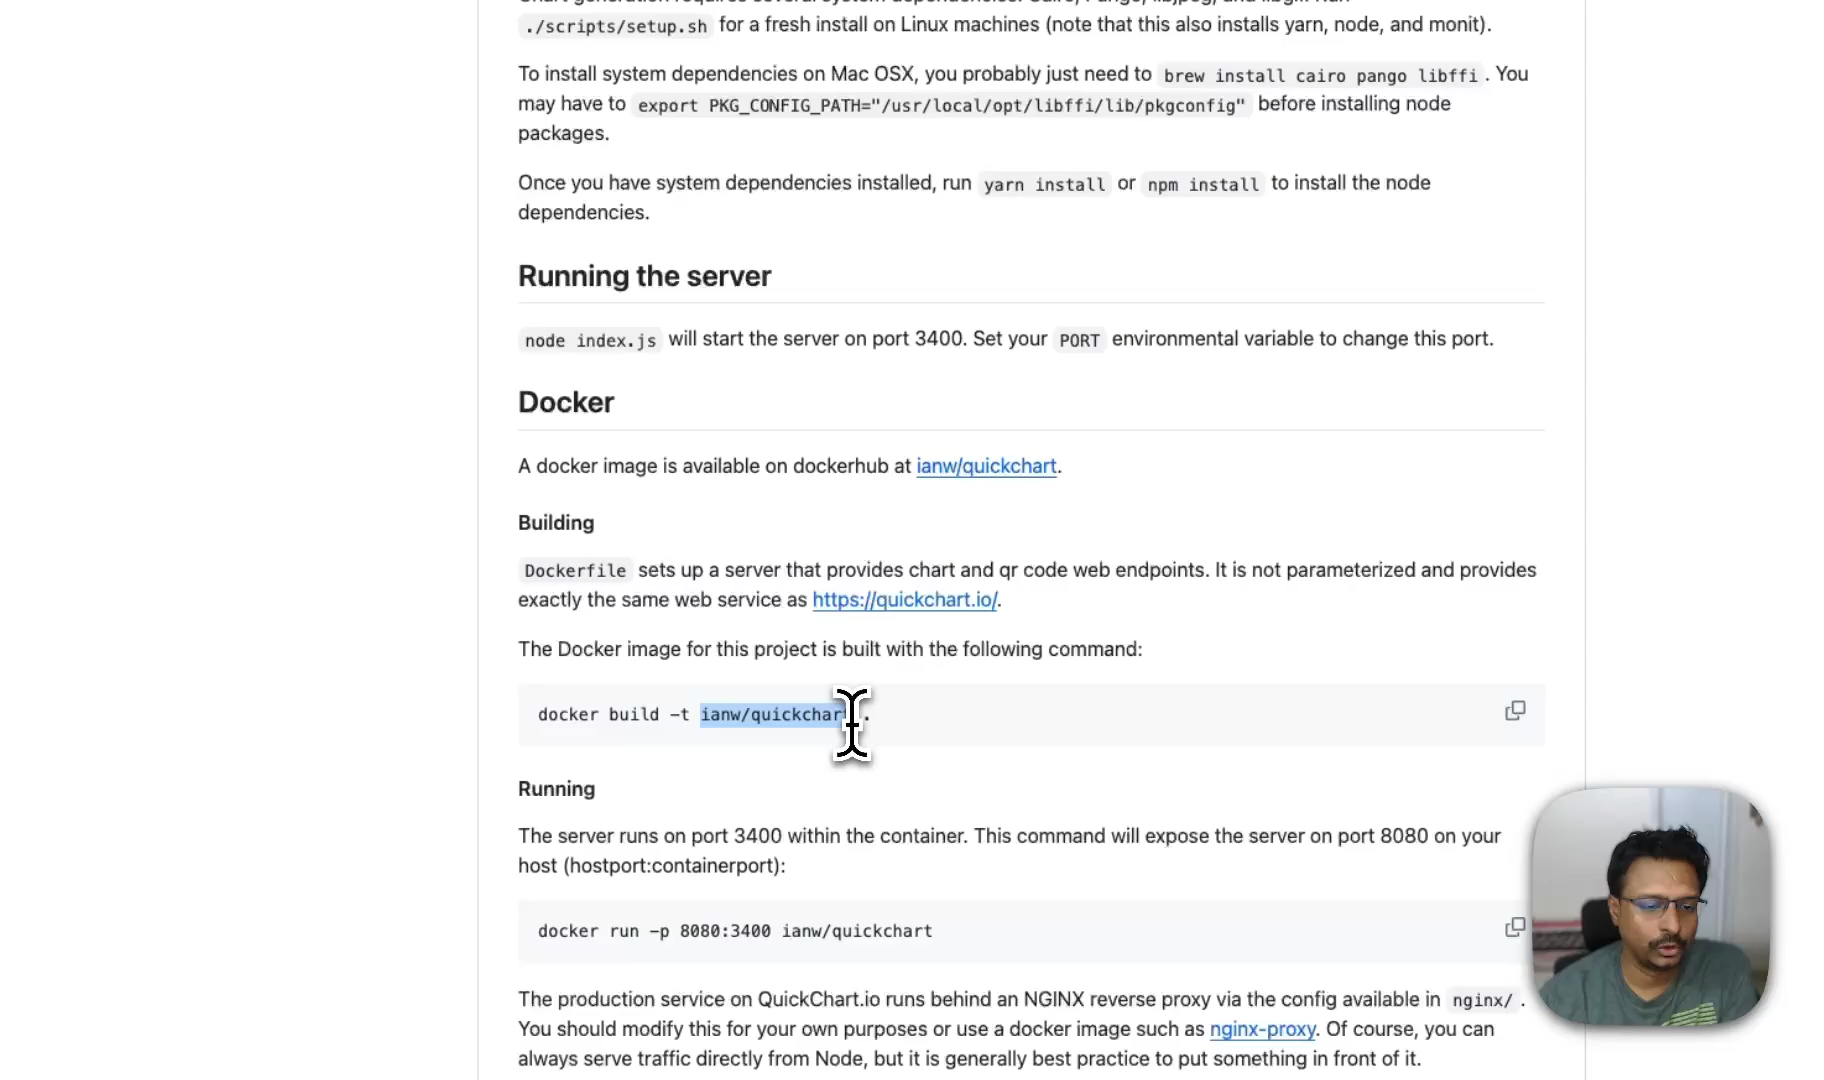 ./scripts/setup.sh for a fresh install on Linux machines (note that this also installs yarn, node, and monit).
To install system dependencies on Mac OSX, you probably just need to brew install cairo pango libffi. You
may have to export PKG_CONFIG_PATH="/usr/local/opt/libffi/lib/pkgconfig" before installing node
packages.
Once you have system dependencies installed, run yarn install or npm install to install the node
dependencies.
Running the server
node index.js will start the server on port 3400. Set your PORT environmental variable to change this port.
Docker
A docker image is available on dockerhub at ianw/quickchart.
Building
Dockerfile sets up a server that provides chart and qr code web endpoints. It is not parameterized and provides
exactly the same web service as https://quickchart.io/.
The Docker image for this project is built with the following command:
docker build -t ianw/quickchart .
Running
The server runs on port 3400 within the container. This command will expose the server on port 8080 on your
host (hostport:containerport):
docker run -p 8080:3400 ianw/quickchart
The production service on QuickChart.io runs behind an NGINX reverse proxy via the config available in nginx/.
You should modify this for your own purposes or use a docker image such as nginx-proxy. Of course, you can
always serve traffic directly from Node, but it is generally best practice to put something in front of it.